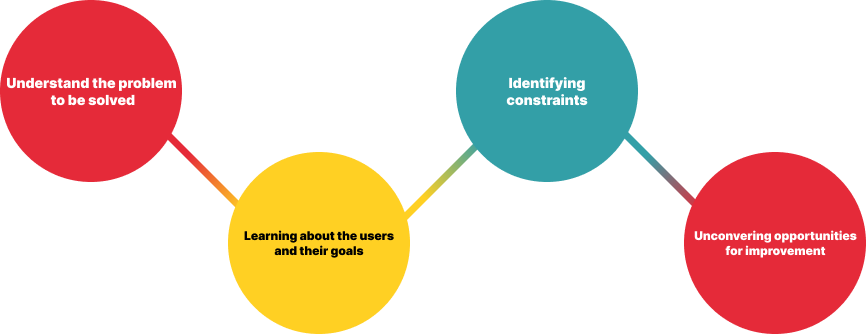 Understand the problem
to be solved
Learning about the users
and their goals
Identifying
constraints
Unconvering opportunities
for improvement